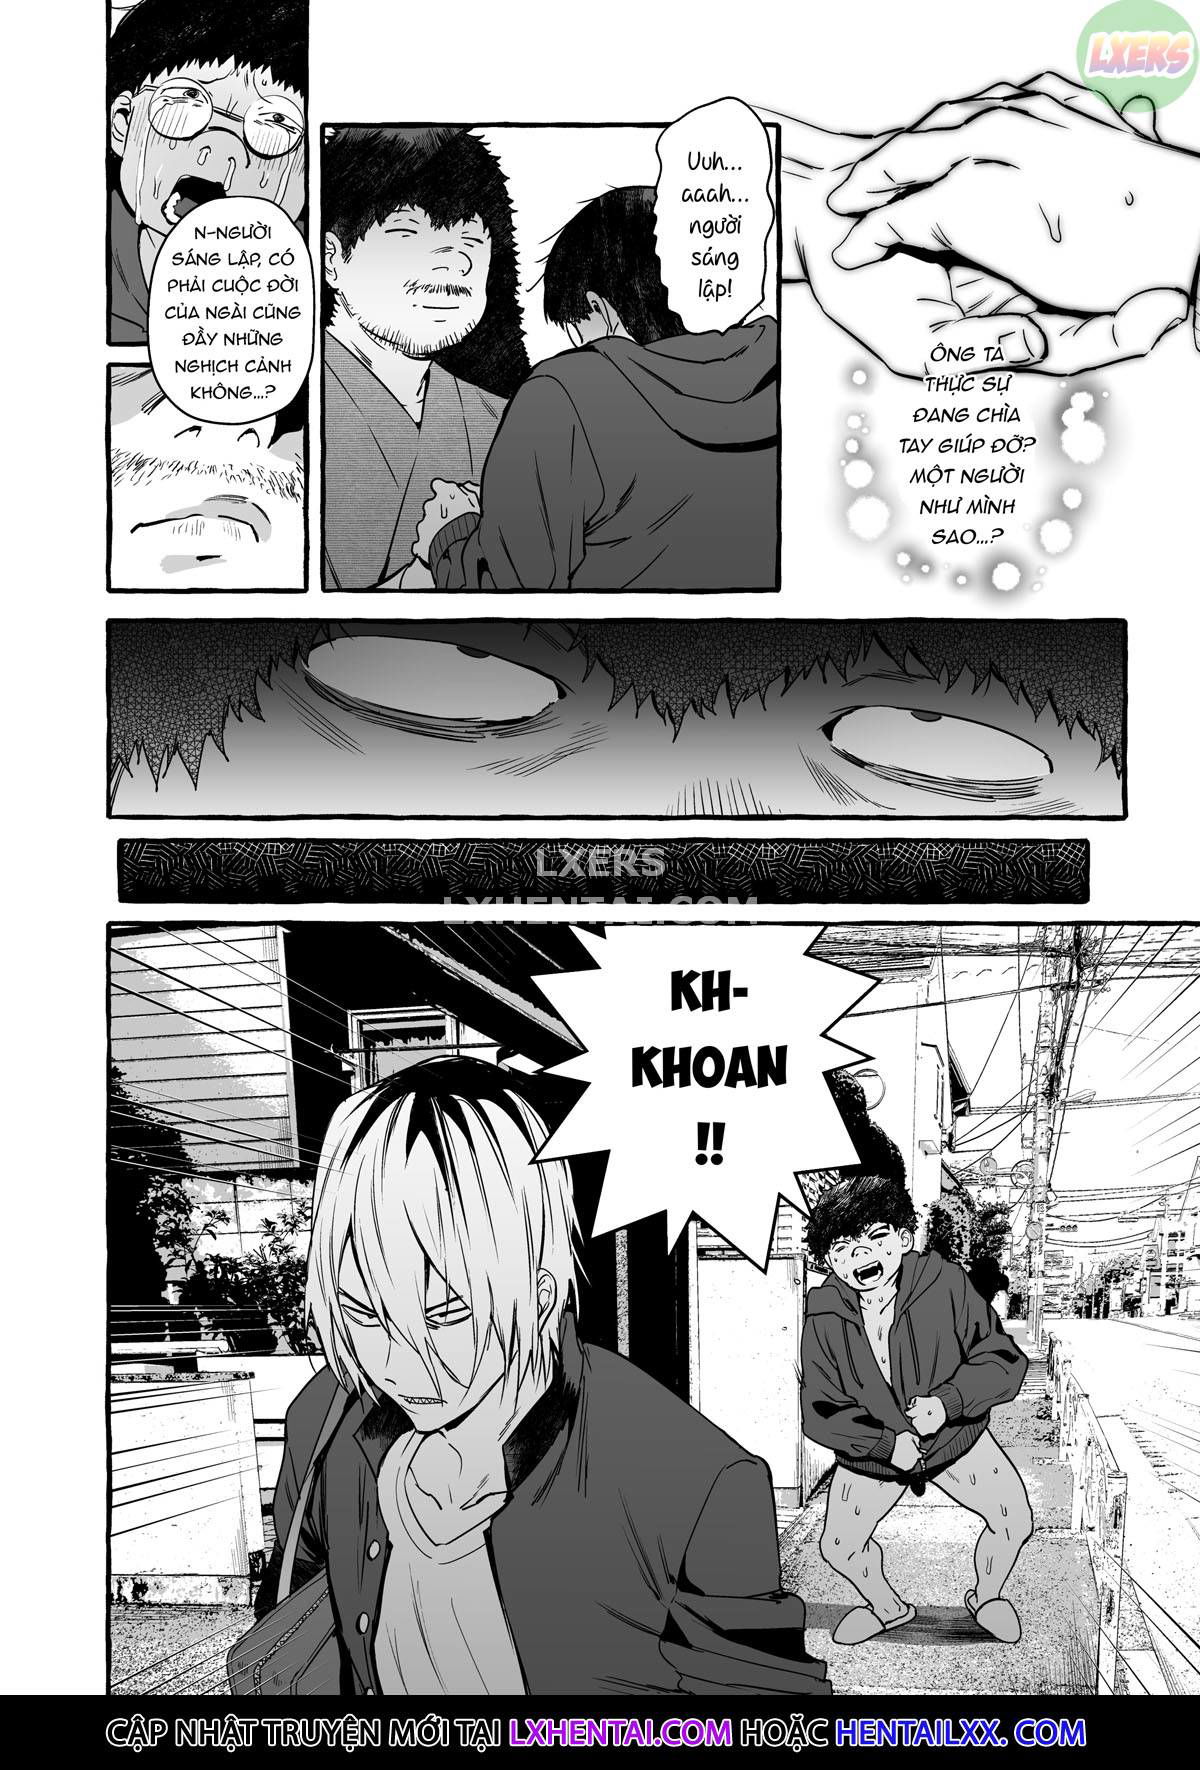 LXERS
ÔNG TA
THỰC SỰ
ĐANG CHÌA
TAY GIÚP ĐỠ?
MỘT NGƯỜI
NHƯ MÌNH
SAO...?
Uuh...
aaah...
người
sáng
lập!
N-NGƯỜI
SÁNG LẬP, CÓ
PHẢI CUỘC ĐỜI
CỦA NGÀI CŨNG
ĐẦY NHỮNG
NGHỊCH CẢNH
KHÔNG...?
LXERS
LXHENTAI.COM
KH-
KHOAN
!!
CẬP NHẬT TRUYỆN MỚI TẠI LXHENTAI.COM HOẶC HENTAILXX. COM